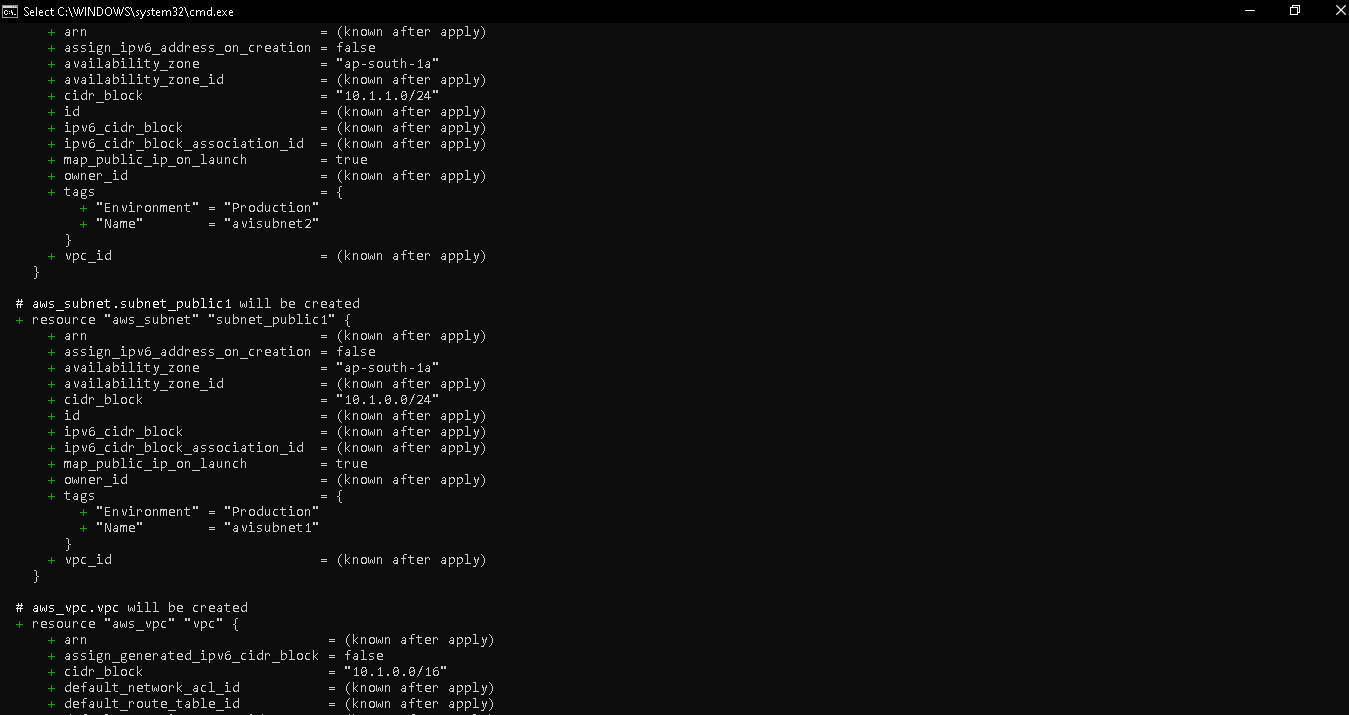 Select C:\WINDOWS\system32\cmd.exe
+ arn = (known after apply)
+ assign_ipv6_address_on_creation = false
+ availability_zone = "ap-south-1a"
+ availability_zone_id = (known after apply)
+ cidr_block = "10.1.1.0/24"
+ id = (known after apply)
+ ipv6_cidr_block = (known after apply)
+ ipv6_cidr_block_association_id = (known after apply)
+ map_public_ip_on_launch = true
+ owner_id = (known after apply)
+ tags = {
+ "Environment" = "Production"
+ "Name" = "avisubnet2"
}
+ vpc_id = (known after apply)
}
# aws_subnet.subnet_public1 will be created
+ resource "aws_subnet" "subnet_public1" {
+ arn = (known after apply)
+ assign_ipv6_address_on_creation = false
+ availability_zone = "ap-south-1a"
+ availability_zone_id = (known after apply)
+ cidr_block = "10.1.0.0/24"
+ id = (known after apply)
+ ipv6_cidr_block = (known after apply)
+ ipv6_cidr_block_association_id = (known after apply)
+ map_public_ip_on_launch = true
+ owner_id = (known after apply)
+ tags = {
+ "Environment" = "Production"
+ "Name" = "avisubnet1"
}
+ vpc_id = (known after apply)
}
# aws_vpc.vpc will be created
+ resource "aws_vpc" "vpc" {
+ arn = (known after apply)
+ assign_generated_ipv6_cidr_block = false
+ cidr_block = "10.1.0.0/16"
+ default_network_acl_id = (known after apply)
+ default_route_table_id = (known after apply)